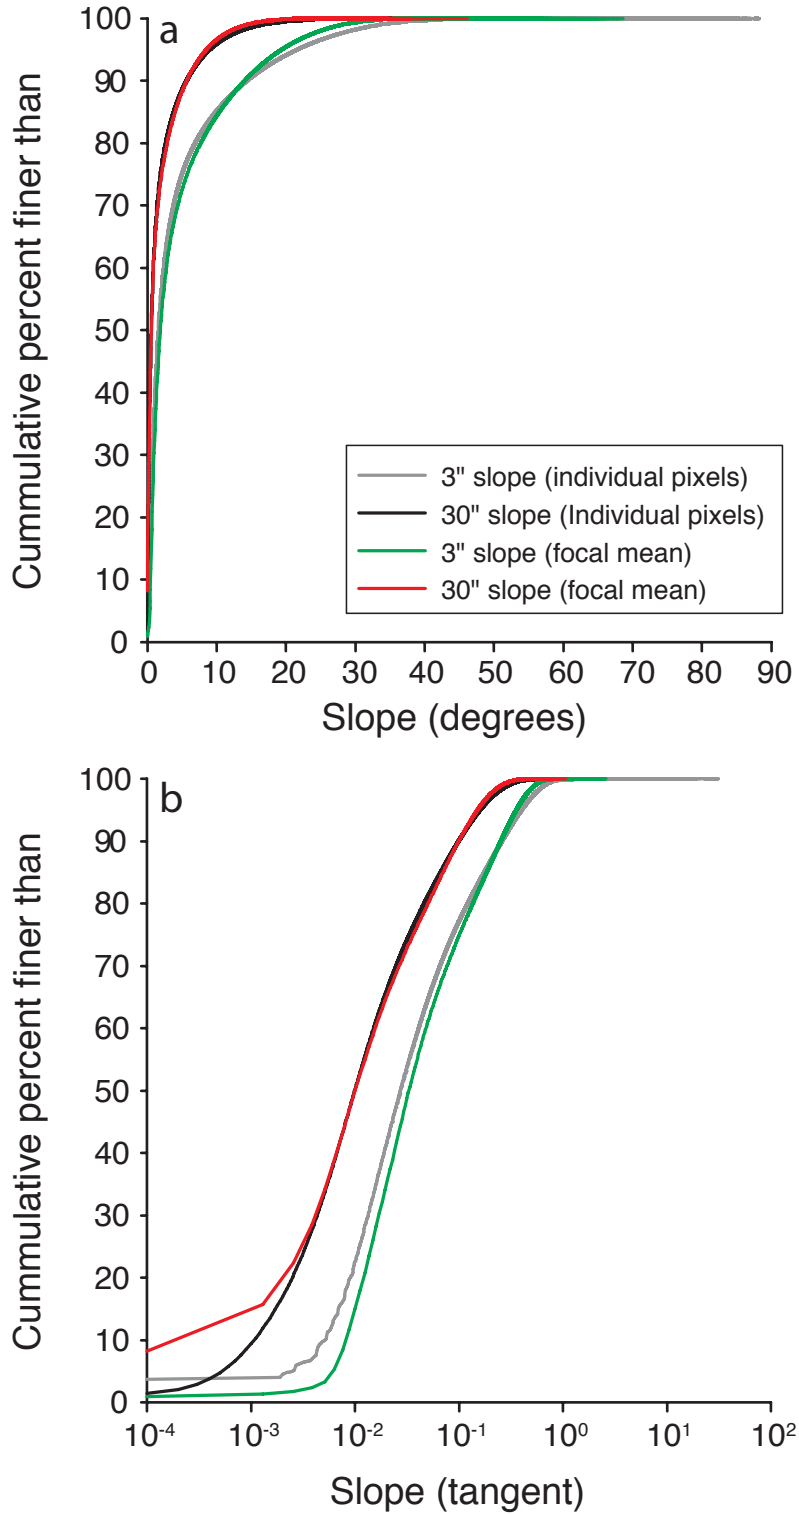 a
Cummulative percent finer than
100
90
80
70
60
50
40
30
20
10
0
3" slope (individual pixels)
30" slope (Individual pixels)
3" slope (focal mean)
30" slope (focal mean)
0 10 20 30 40 50 60 70 80 90
Slope (degrees)
b
Cummulative percent finer than
100
90
80
70
60
50
40
30
20
10
0
10-4 10-3 10-2 10-1 100 101 102
Slope (tangent)